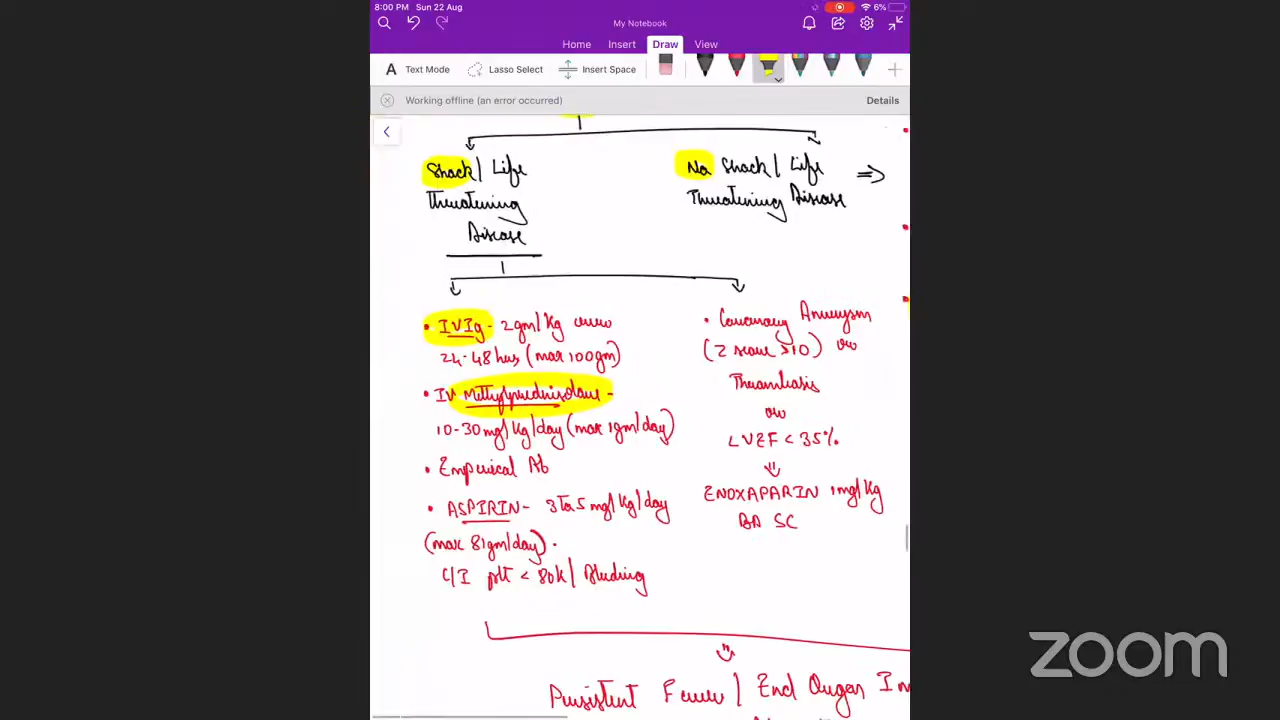 8:00 PM Sun 22 Aug
6%
My Notebook
Home Insert Draw View
A Text Mode Lasso Select Insert Space
Working offline (an error occurred) Details
Shock/ Life
Threatening
Disease
No Shock/ Life ⇒
Threatening Disease
• IVIg - 2gm/kg over
24-48 hrs (max 100gm)
• IV Methylprednisolone -
10-30 mg/kg/day (max 1gm/day)
• Emperical Ab
• ASPIRIN - 3 to 5 mg/kg/day
(max 81gm/day).
C/I plt < 80k/ Bleeding
• Coronary Aneurysm
(Z score >10) or
Thrombosis
or
LVEF < 35%
ENOXAPARIN 1mg/kg
BD SC
Persistent Fever / End Organ In
zoom